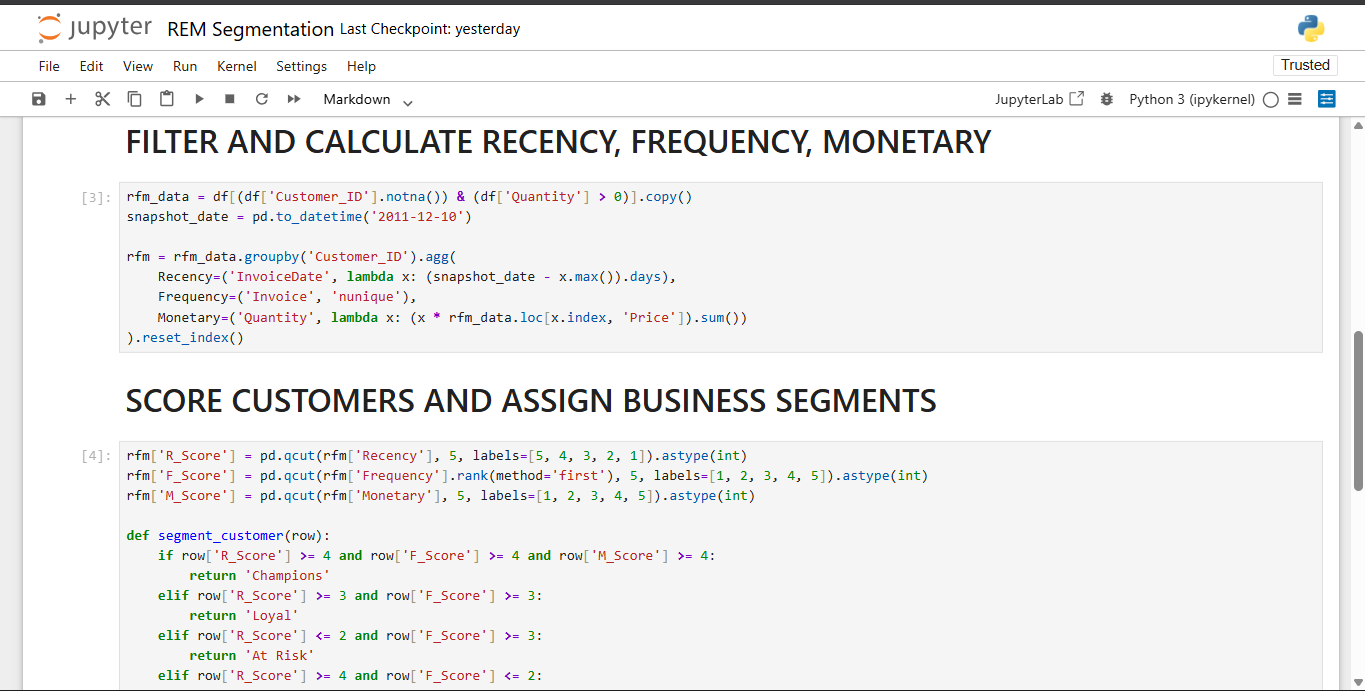 jupyter REM Segmentation Last Checkpoint: yesterday
File Edit View Run Kernel Settings Help
Trusted
Markdown
JupyterLab
Python 3 (ipykernel)
FILTER AND CALCULATE RECENCY, FREQUENCY, MONETARY
[3]:
rfm_data = df[(df['Customer_ID'].notna()) & (df['Quantity'] > 0)].copy()
snapshot_date = pd.to_datetime('2011-12-10')
rfm = rfm_data.groupby('Customer_ID').agg(
    Recency=('InvoiceDate', lambda x: (snapshot_date - x.max()).days),
    Frequency=('Invoice', 'nunique'),
    Monetary=('Quantity', lambda x: (x * rfm_data.loc[x.index, 'Price']).sum())
).reset_index()
SCORE CUSTOMERS AND ASSIGN BUSINESS SEGMENTS
[4]:
rfm['R_Score'] = pd.qcut(rfm['Recency'], 5, labels=[5, 4, 3, 2, 1]).astype(int)
rfm['F_Score'] = pd.qcut(rfm['Frequency'].rank(method='first'), 5, labels=[1, 2, 3, 4, 5]).astype(int)
rfm['M_Score'] = pd.qcut(rfm['Monetary'], 5, labels=[1, 2, 3, 4, 5]).astype(int)
def segment_customer(row):
    if row['R_Score'] >= 4 and row['F_Score'] >= 4 and row['M_Score'] >= 4:
        return 'Champions'
    elif row['R_Score'] >= 3 and row['F_Score'] >= 3:
        return 'Loyal'
    elif row['R_Score'] <= 2 and row['F_Score'] >= 3:
        return 'At Risk'
    elif row['R_Score'] >= 4 and row['F_Score'] <= 2: